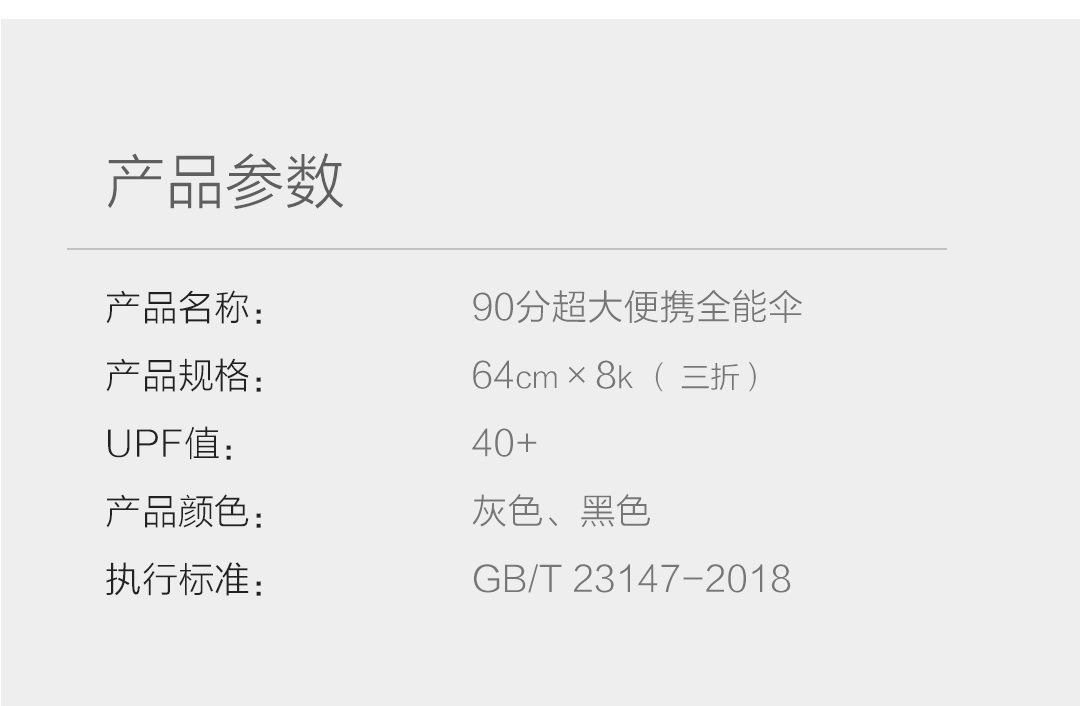 产品参数
产品名称： 90分超大便携全能伞
产品规格： 64cm×8k（ 三折）
UPF值： 40+
产品颜色： 灰色、黑色
执行标准： GB/T 23147-2018